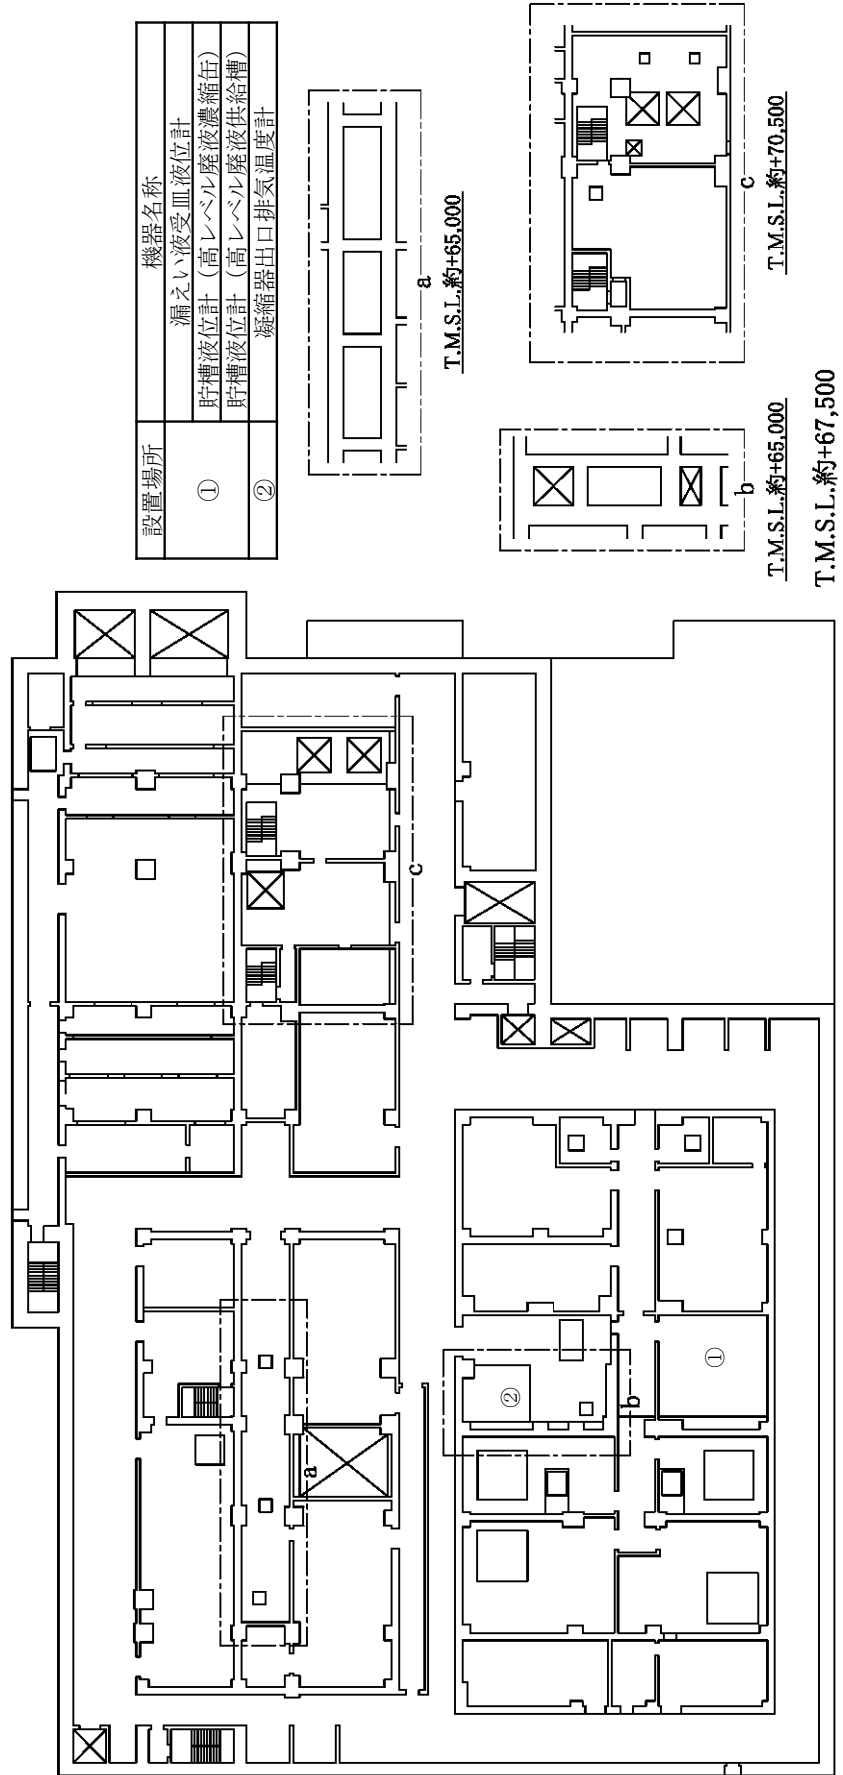 設置場所 機器名称
① 漏えい液受皿液位計
貯槽液位計（高レベル廃液濃縮缶）
貯槽液位計（高レベル廃液供給槽）
② 凝縮器出口排気温度計
a
T.M.S.L.約+65,000
b
T.M.S.L.約+65,000
c
T.M.S.L.約+70,500
T.M.S.L.約+67,500
a
b
c
①
②